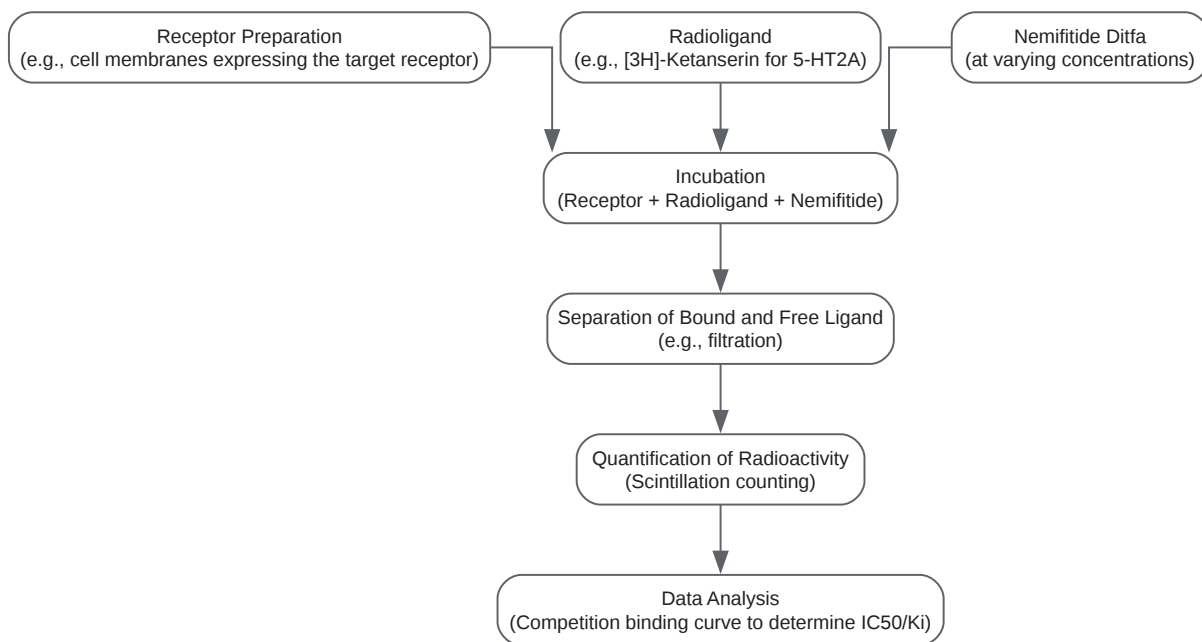 Receptor Preparation
(e.g., cell membranes expressing the target receptor)
Radioligand
(e.g., [3H]-Ketanserin for 5-HT2A)
Nemifitide Ditfa
(at varying concentrations)
Incubation
(Receptor + Radioligand + Nemifitide)
Separation of Bound and Free Ligand
(e.g., filtration)
Quantification of Radioactivity
(Scintillation counting)
Data Analysis
(Competition binding curve to determine IC50/Ki)